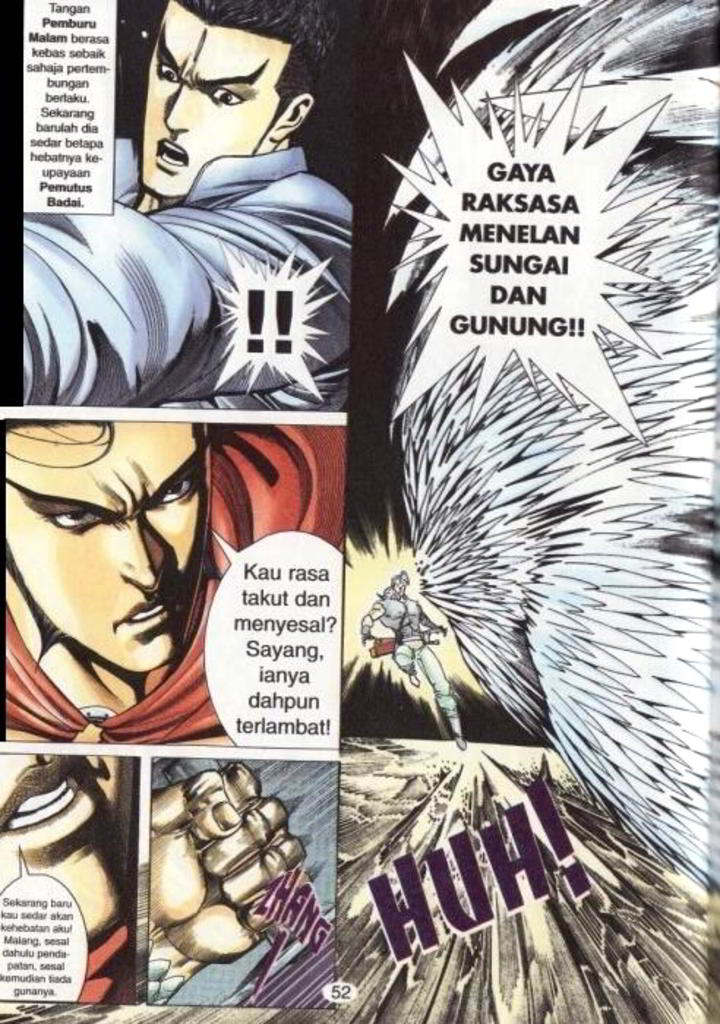 Tangan
Pemburu
Malam berasa
kebas sebaik
sahaja pertem-
bungan
berlaku.
Sekarang
barulah dia
sedar betapa
hebatnya ke-
upayaan
Pemutus
Badai.
!!
GAYA
RAKSASA
MENELAN
SUNGAI
DAN
GUNUNG!!
Kau rasa
takut dan
menyesal?
Sayang,
ianya
dahpun
terlambat!
Sekarang baru
kau sedar akan
kehebatan aku!
Malang, sesal
dahulu penda-
patan, sesal
kemudian tiada
gunanya.
ZHANG
HUH!
52